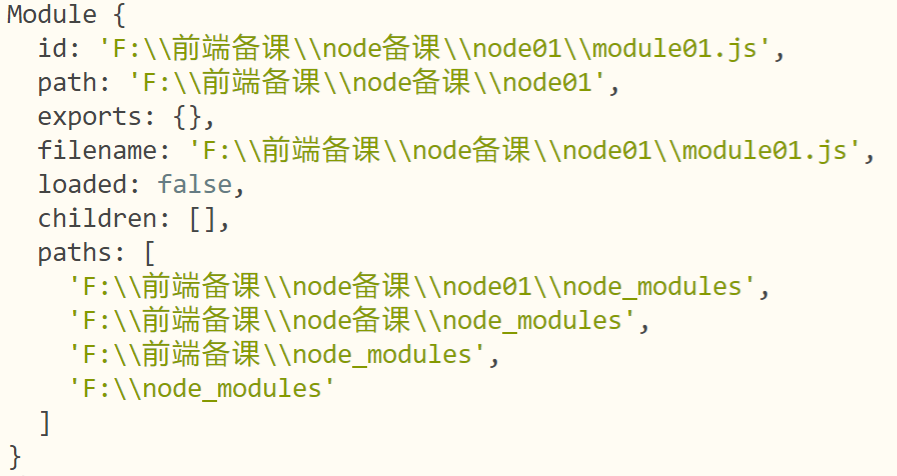 Module {
  id: 'F:\\前端备课\\node备课\\node01\\module01.js',
  path: 'F:\\前端备课\\node备课\\node01',
  exports: {},
  filename: 'F:\\前端备课\\node备课\\node01\\module01.js',
  loaded: false,
  children: [],
  paths: [
    'F:\\前端备课\\node备课\\node01\\node_modules',
    'F:\\前端备课\\node备课\\node_modules',
    'F:\\前端备课\\node_modules',
    'F:\\node_modules'
  ]
}